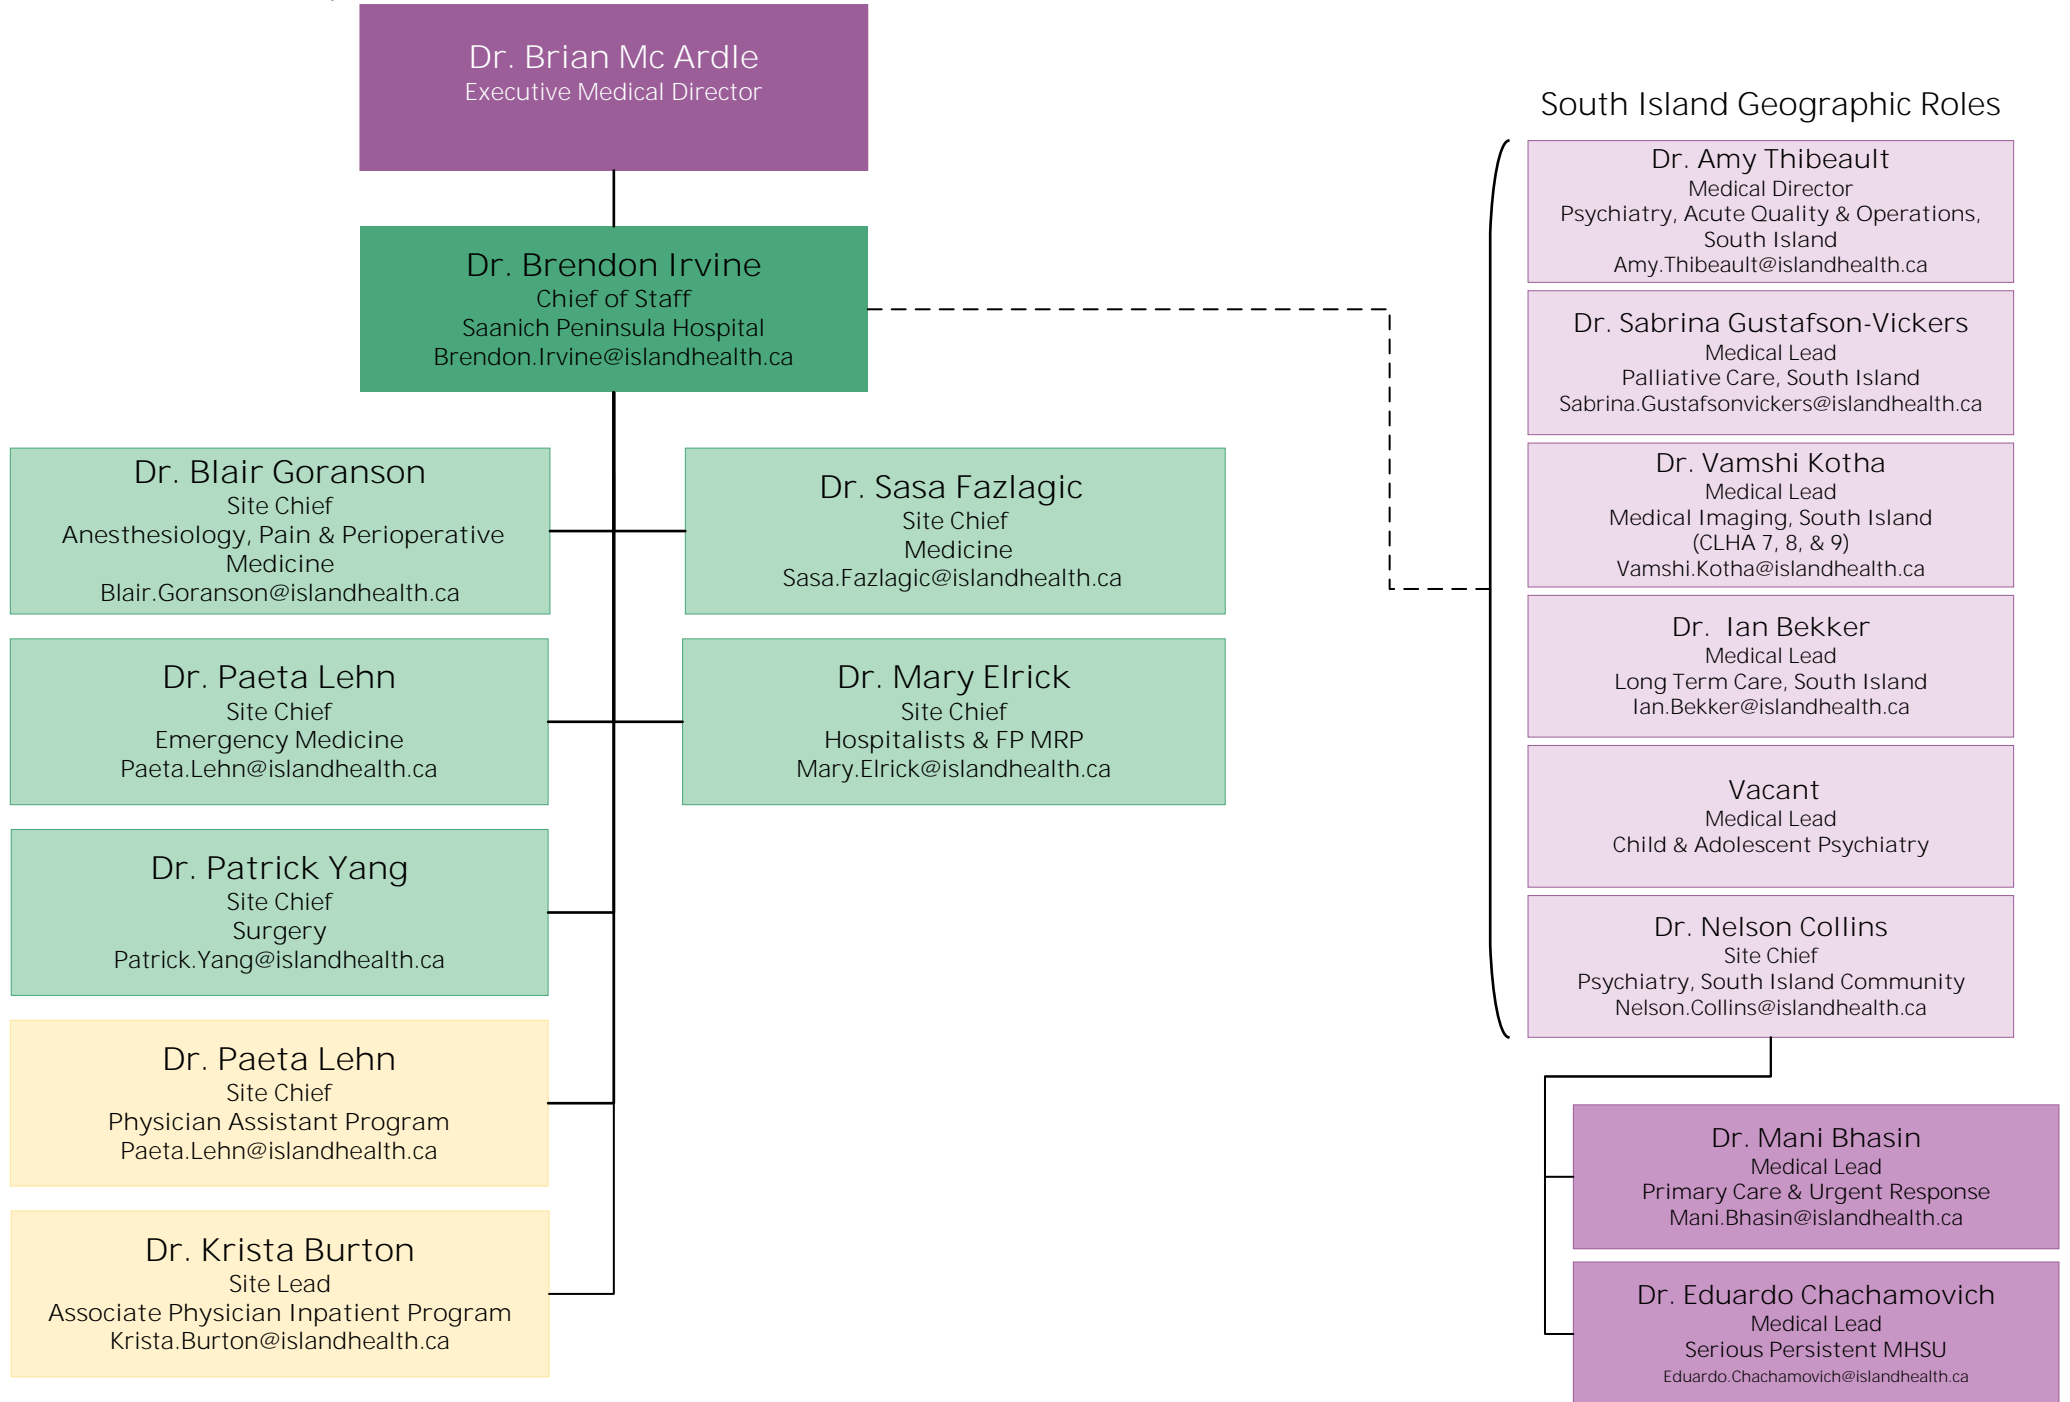 Dr. Brian Mc Ardle
Executive Medical Director
Dr. Brendon Irvine
Chief of Staff
Saanich Peninsula Hospital
Brendon.Irvine@islandhealth.ca
Dr. Blair Goranson
Site Chief
Anesthesiology, Pain & Perioperative
Medicine
Blair.Goranson@islandhealth.ca
Dr. Sasa Fazlagic
Site Chief
Medicine
Sasa.Fazlagic@islandhealth.ca
Dr. Paeta Lehn
Site Chief
Emergency Medicine
Paeta.Lehn@islandhealth.ca
Dr. Mary Elrick
Site Chief
Hospitalists & FP MRP
Mary.Elrick@islandhealth.ca
Dr. Patrick Yang
Site Chief
Surgery
Patrick.Yang@islandhealth.ca
Dr. Paeta Lehn
Site Chief
Physician Assistant Program
Paeta.Lehn@islandhealth.ca
Dr. Krista Burton
Site Lead
Associate Physician Inpatient Program
Krista.Burton@islandhealth.ca
South Island Geographic Roles
Dr. Amy Thibeault
Medical Director
Psychiatry, Acute Quality & Operations,
South Island
Amy.Thibeault@islandhealth.ca
Dr. Sabrina Gustafson-Vickers
Medical Lead
Palliative Care, South Island
Sabrina.Gustafsonvickers@islandhealth.ca
Dr. Vamshi Kotha
Medical Lead
Medical Imaging, South Island
(CLHA 7, 8, & 9)
Vamshi.Kotha@islandhealth.ca
Dr. Ian Bekker
Medical Lead
Long Term Care, South Island
Ian.Bekker@islandhealth.ca
Vacant
Medical Lead
Child & Adolescent Psychiatry
Dr. Nelson Collins
Site Chief
Psychiatry, South Island Community
Nelson.Collins@islandhealth.ca
Dr. Mani Bhasin
Medical Lead
Primary Care & Urgent Response
Mani.Bhasin@islandhealth.ca
Dr. Eduardo Chachamovich
Medical Lead
Serious Persistent MHSU
Eduardo.Chachamovich@islandhealth.ca